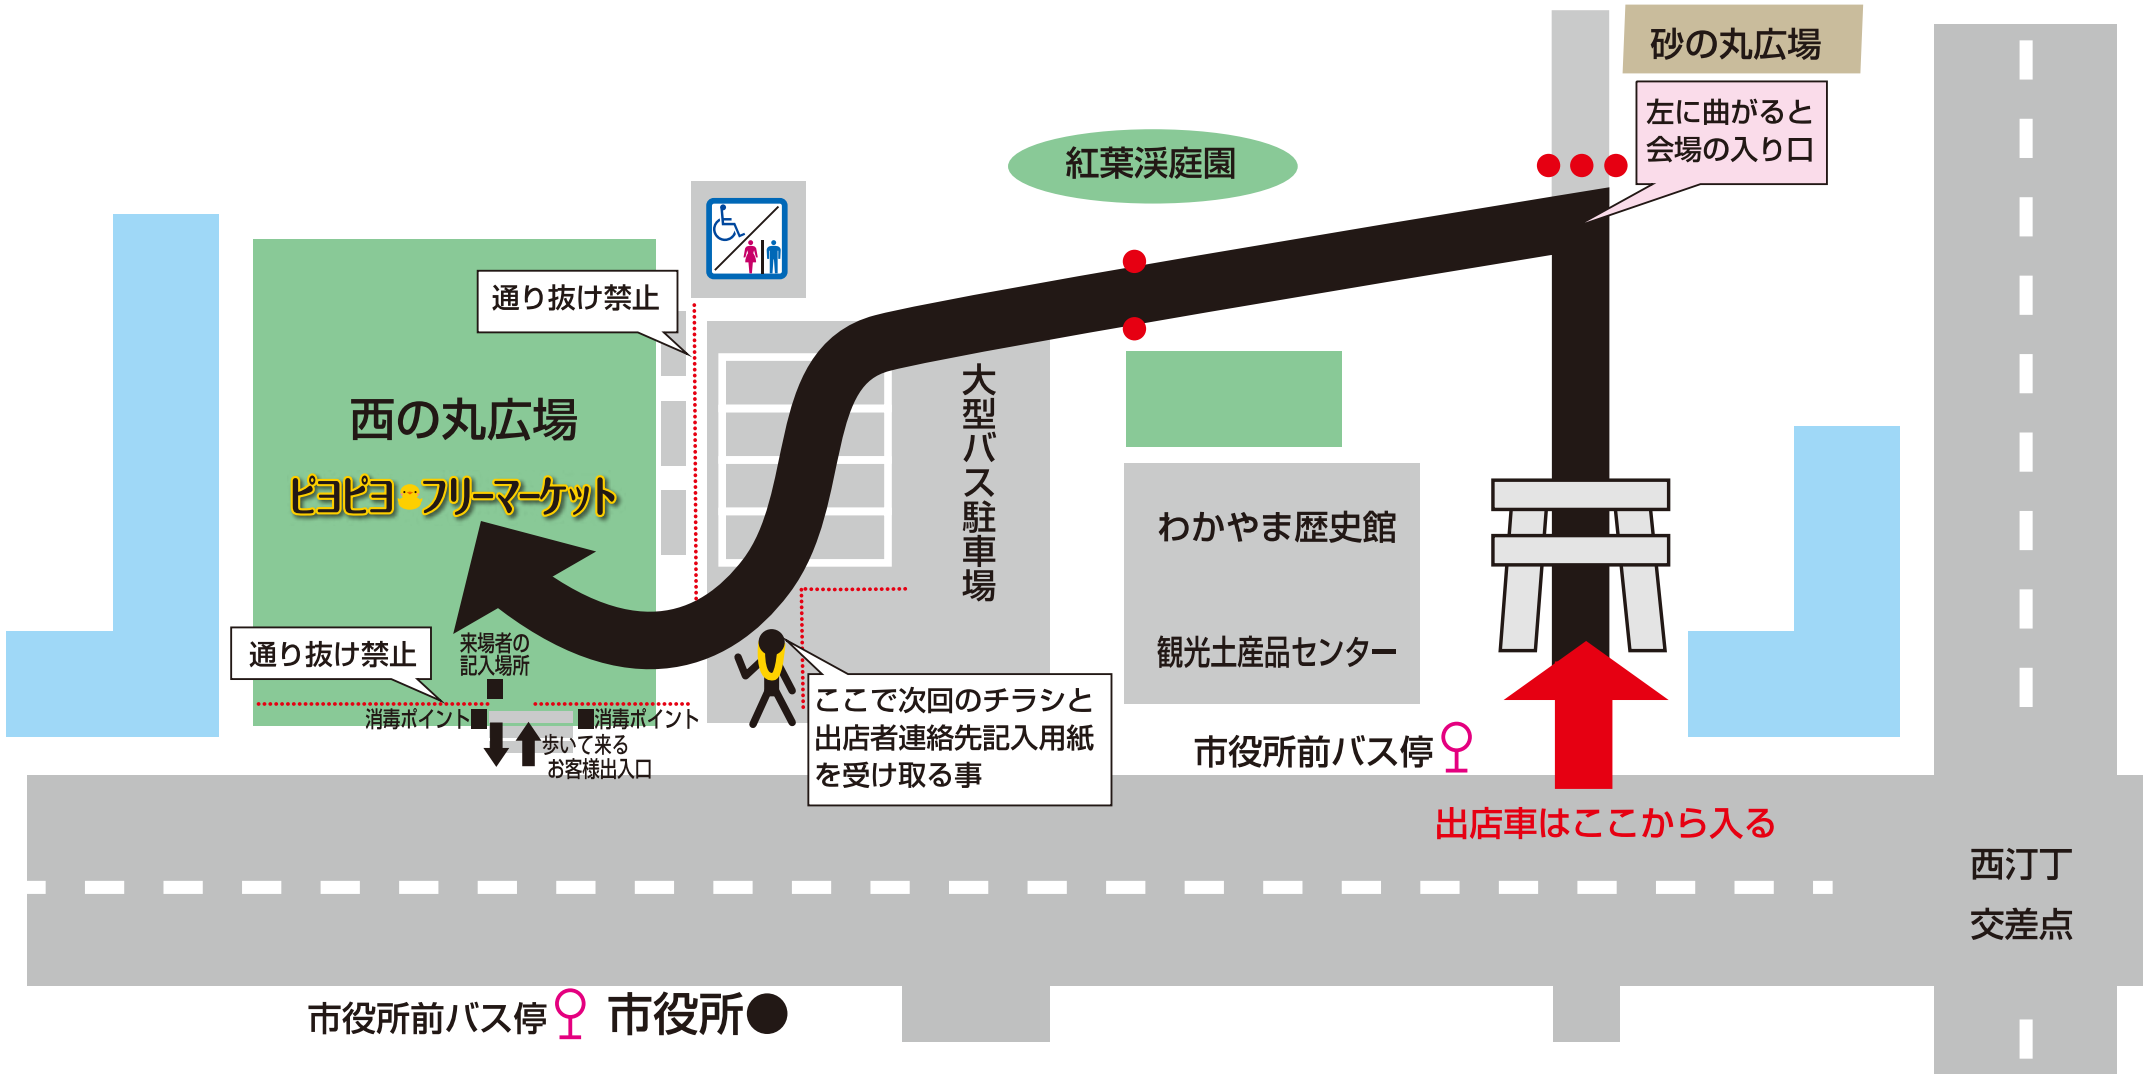 砂の丸広場
左に曲がると
会場の入り口
紅葉渓庭園
通り抜け禁止
大型バス駐車場
西の丸広場
ピヨピヨフリーマーケット
わかやま歴史館
観光土産品センター
通り抜け禁止
来場者の
記入場所
消毒ポイント
消毒ポイント
歩いて来る
お客様出入口
ここで次回のチラシと
出店者連絡先記入用紙
を受け取る事
市役所前バス停
出店車はここから入る
西汀丁
交差点
市役所前バス停
市役所